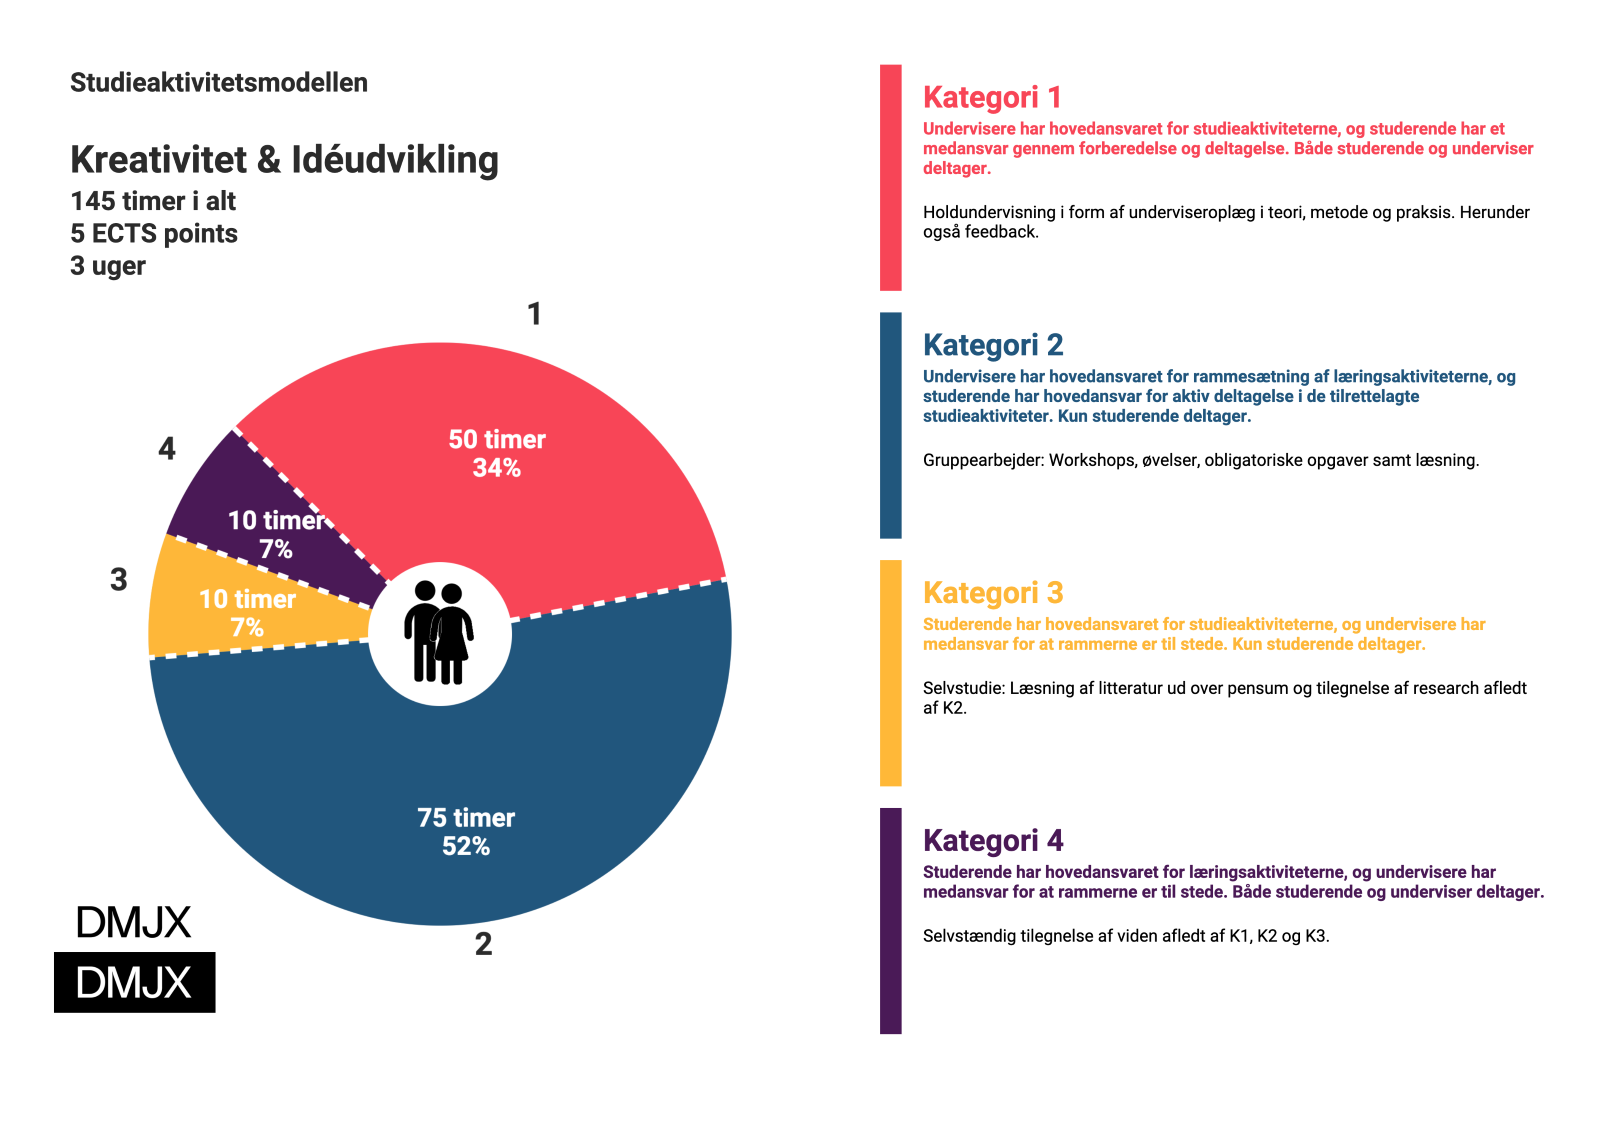 Studieaktivitetsmodellen
Kreativitet & Idéudvikling
145 timer i alt
5 ECTS points
3 uger
1
50 timer
34%
4
10 timer
7%
3
10 timer
7%
75 timer
52%
2
DMJX
DMJX
Kategori 1
Undervisere har hovedansvaret for studieaktiviteterne, og studerende har et
medansvar gennem forberedelse og deltagelse. Både studerende og underviser
deltager.
Holdundervisning i form af underviseroplæg i teori, metode og praksis. Herunder
også feedback.
Kategori 2
Undervisere har hovedansvaret for rammesætning af læringsaktiviteterne, og
studerende har hovedansvar for aktiv deltagelse i de tilrettelagte
studieaktiviteter. Kun studerende deltager.
Gruppearbejder: Workshops, øvelser, obligatoriske opgaver samt læsning.
Kategori 3
Studerende har hovedansvaret for studieaktiviteterne, og undervisere har
medansvar for at rammerne er til stede. Kun studerende deltager.
Selvstudie: Læsning af litteratur ud over pensum og tilegnelse af research afledt
af K2.
Kategori 4
Studerende har hovedansvaret for læringsaktiviteterne, og undervisere har
medansvar for at rammerne er til stede. Både studerende og underviser deltager.
Selvstændig tilegnelse af viden afledt af K1, K2 og K3.